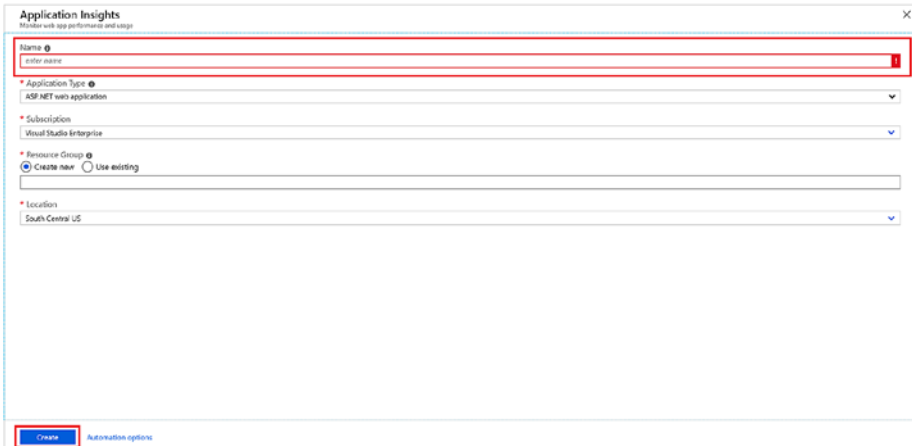 Application Insights
Monitor web app performance and usage
Name
enter name
* Application Type
ASP.NET web application
* Subscription
Visual Studio Enterprise
* Resource Group
Create new Use existing
* Location
South Central US
Create Automation options